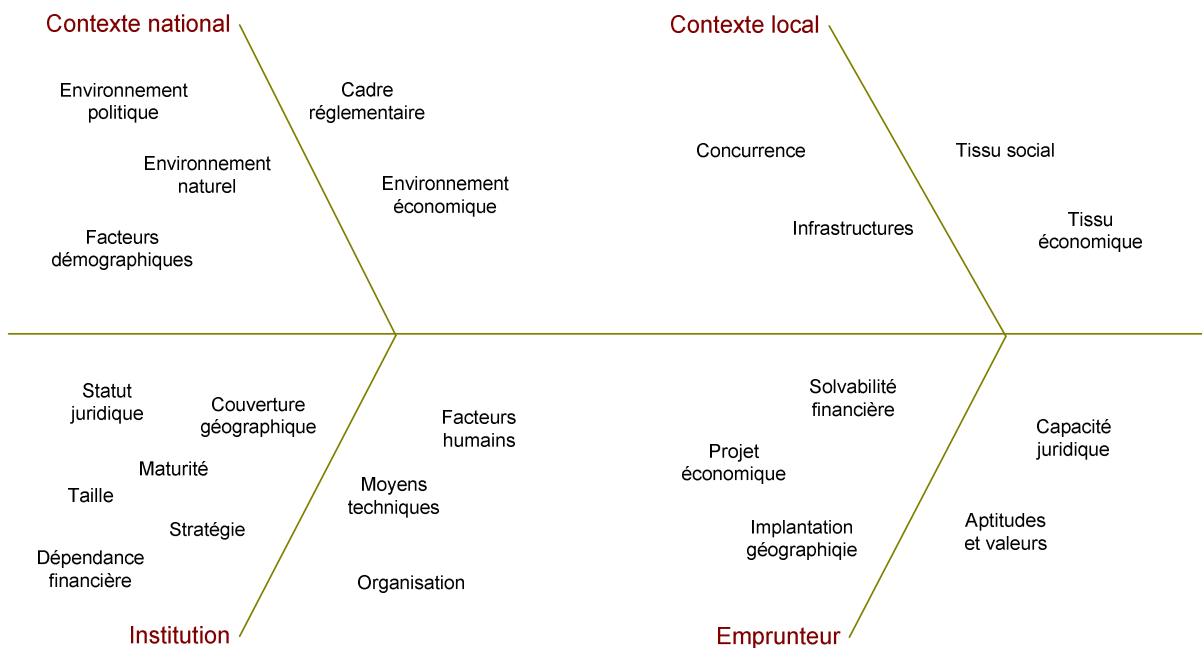 Contexte national
Environnement
politique
Cadre
réglementaire
Environnement
naturel
Environnement
économique
Facteurs
démographiques
Contexte local
Concurrence
Tissu social
Infrastructures
Tissu
économique
Statut
juridique
Couverture
géographique
Facteurs
humains
Maturité
Taille
Moyens
techniques
Stratégie
Dépendance
financière
Organisation
Institution
Solvabilité
financière
Capacité
juridique
Projet
économique
Implantation
géographiqie
Aptitudes
et valeurs
Emprunteur